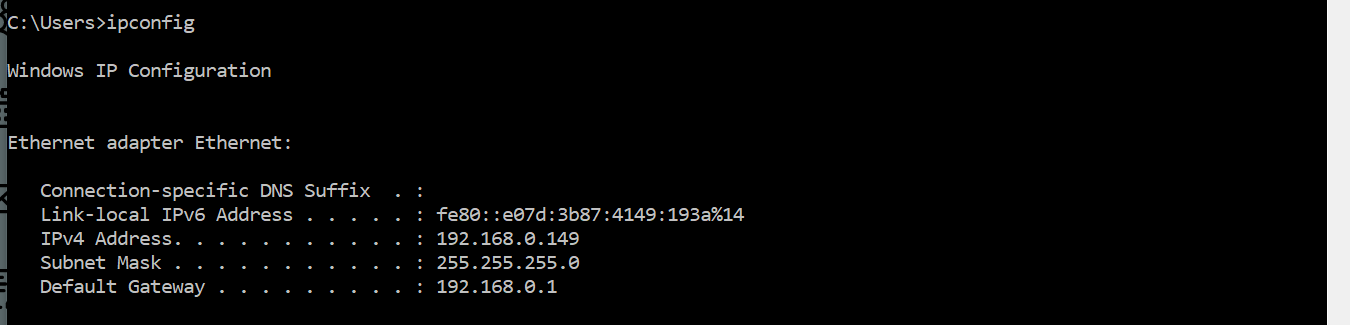 C:\Users>ipconfig
Windows IP Configuration
Ethernet adapter Ethernet:
Connection-specific DNS Suffix  . :
Link-local IPv6 Address . . . . . : fe80::e07d:3b87:4149:193a%14
IPv4 Address. . . . . . . . . . . : 192.168.0.149
Subnet Mask . . . . . . . . . . . : 255.255.255.0
Default Gateway . . . . . . . . . : 192.168.0.1